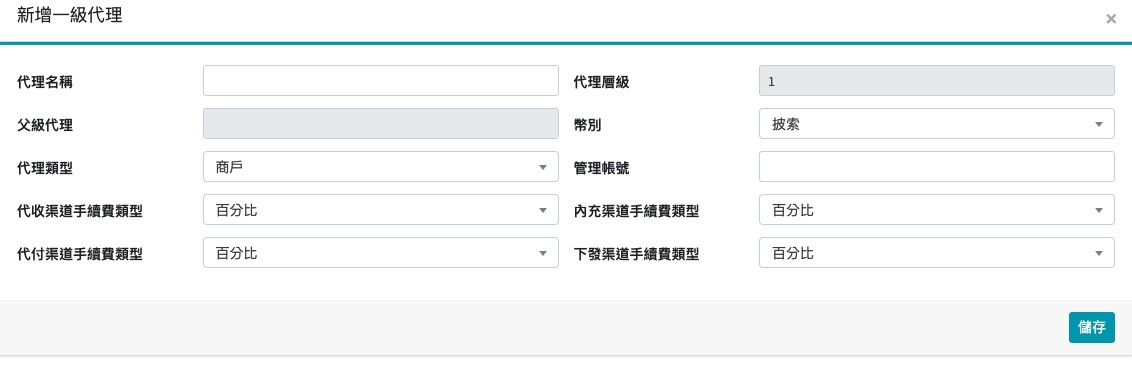 新增一級代理
×
代理名稱
代理層級 1
父級代理
幣別 披索
代理類型 商戶
管理帳號
代收渠道手續費類型 百分比
內充渠道手續費類型 百分比
代付渠道手續費類型 百分比
下發渠道手續費類型 百分比
儲存